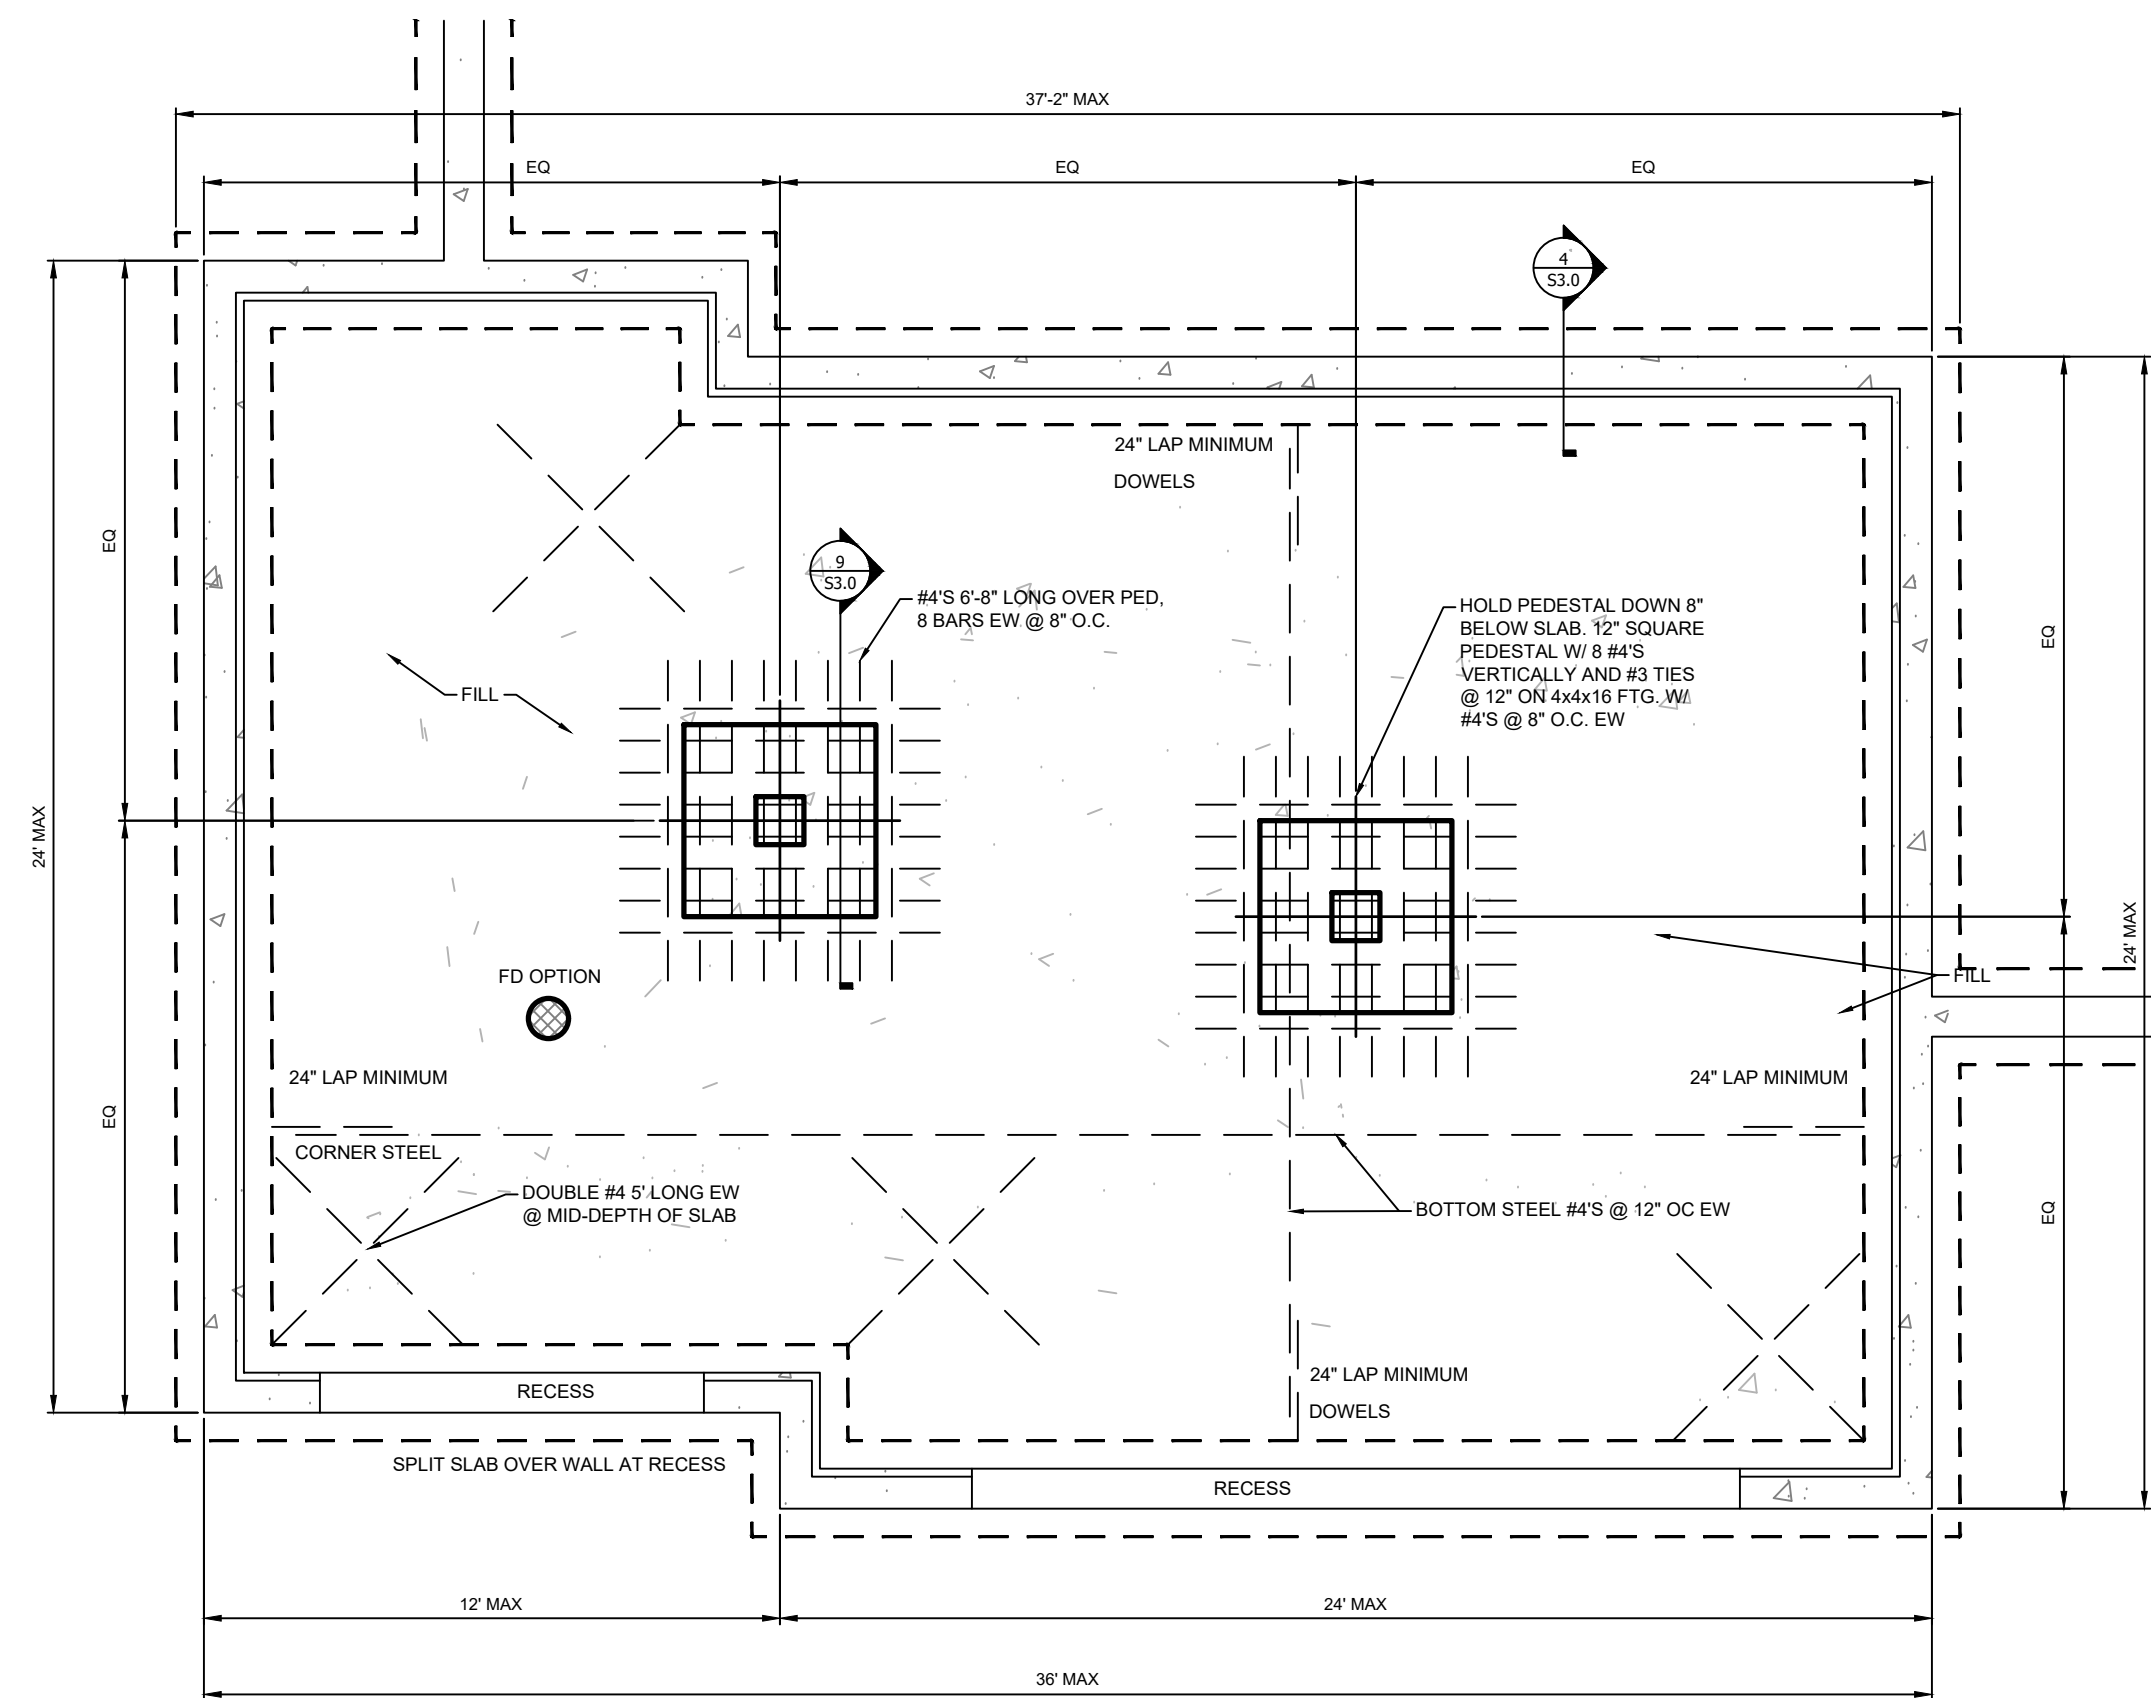 37'-2" MAX
EQ
EQ
EQ
4
S3.0
24" LAP MINIMUM
DOWELS
EQ
9
S3.0
#4'S 6'-8" LONG OVER PED,
8 BARS EW @ 8" O.C.
HOLD PEDESTAL DOWN 8"
BELOW SLAB. 12" SQUARE
PEDESTAL W/ 8 #4'S
VERTICALLY AND #3 TIES
@ 12" ON 4x4x16 FTG. W/
#4'S @ 8" O.C. EW
EQ
FILL
24' MAX
24' MAX
FD OPTION
FILL
24" LAP MINIMUM
24" LAP MINIMUM
EQ
CORNER STEEL
DOUBLE #4 5' LONG EW
@ MID-DEPTH OF SLAB
BOTTOM STEEL #4'S @ 12" OC EW
EQ
24" LAP MINIMUM
DOWELS
RECESS
SPLIT SLAB OVER WALL AT RECESS
RECESS
12' MAX
24' MAX
36' MAX